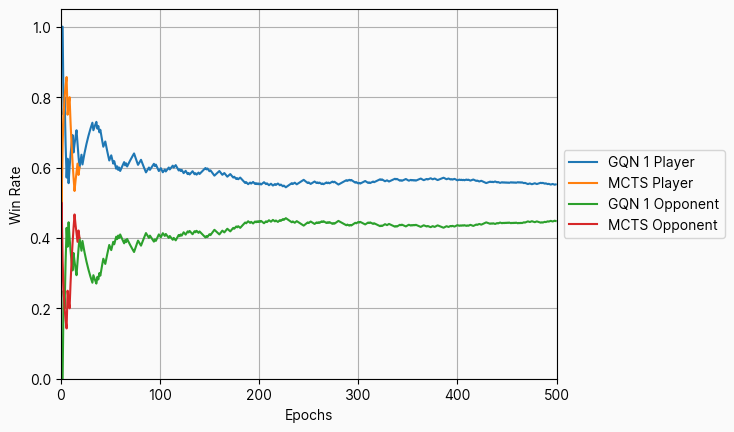 1.0
0.8
0.6
0.4
0.2
0.0
Win Rate
0 100 200 300 400 500
Epochs
GQN 1 Player
MCTS Player
GQN 1 Opponent
MCTS Opponent